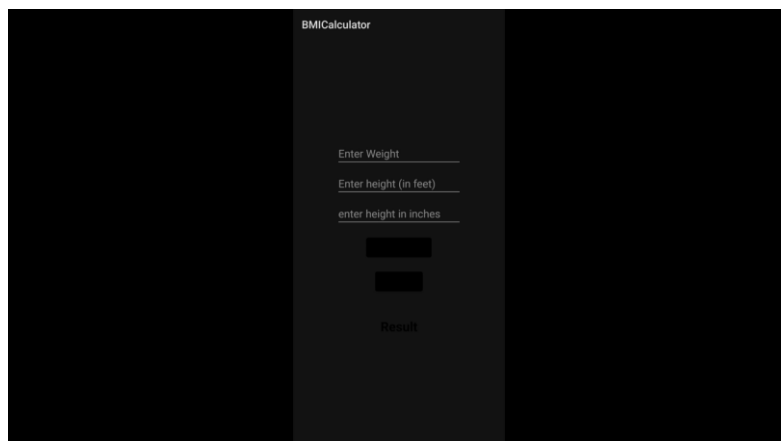 BMICalculator
Enter Weight
Enter height (in feet)
enter height in inches
Result